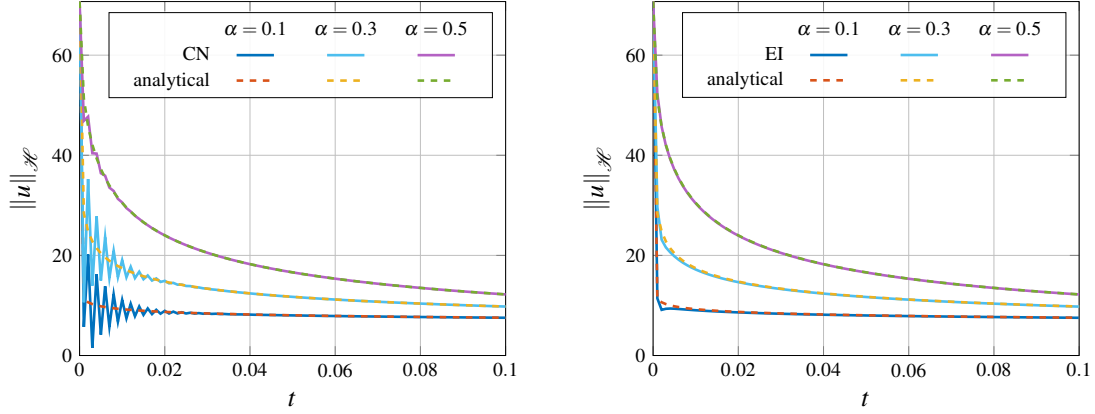 α = 0.1 α = 0.3 α = 0.5
CN
analytical
60
40
20
0
0 0.02 0.04 0.06 0.08 0.1
t
||u||ℋ
α = 0.1 α = 0.3 α = 0.5
EI
analytical
60
40
20
0
0 0.02 0.04 0.06 0.08 0.1
t
||u||ℋ